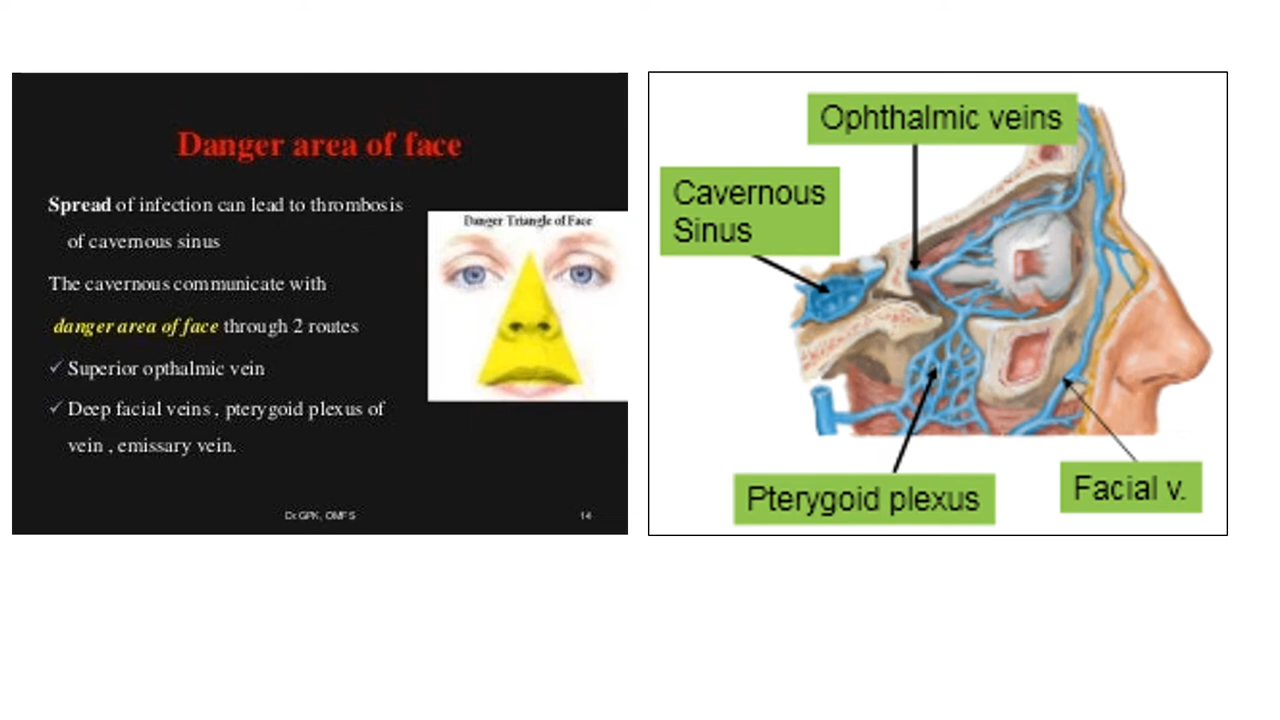 Danger area of face
Spread of infection can lead to thrombosis
of cavernous sinus
The cavernous communicate with
danger area of face through 2 routes
✓ Superior opthalmic vein
✓ Deep facial veins , pterygoid plexus of
vein , emissary vein.
Danger Triangle of Face
Dr.GPK, OMFS
14
Ophthalmic veins
Cavernous
Sinus
Pterygoid plexus
Facial v.